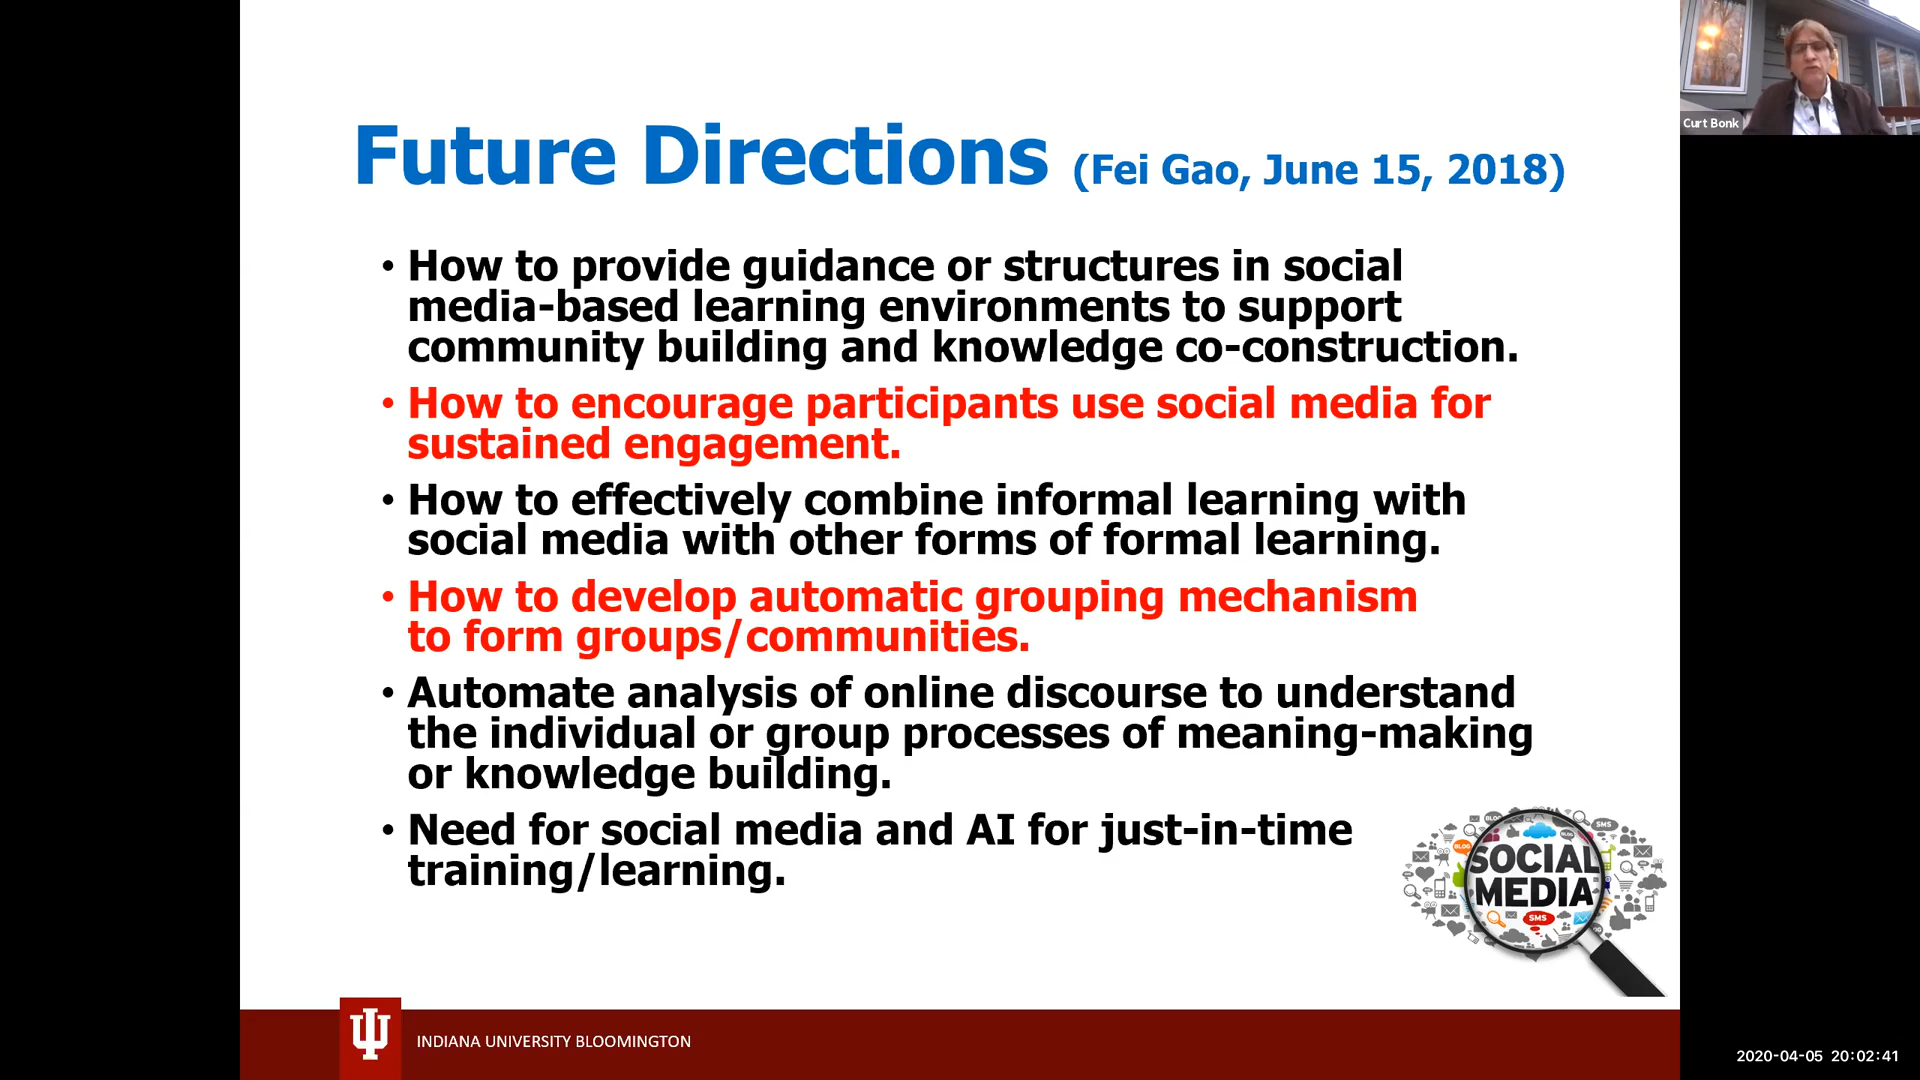 Future Directions (Fei Gao, June 15, 2018)
• How to provide guidance or structures in social
media-based learning environments to support
community building and knowledge co-construction.
• How to encourage participants use social media for
sustained engagement.
• How to effectively combine informal learning with
social media with other forms of formal learning.
• How to develop automatic grouping mechanism
to form groups/communities.
• Automate analysis of online discourse to understand
the individual or group processes of meaning-making
or knowledge building.
• Need for social media and AI for just-in-time
training/learning.
BLOG
SMS
BLOG
BLOG
SOCIAL
MEDIA
SMS
INDIANA UNIVERSITY BLOOMINGTON
Curt Bonk
2020-04-05 20:02:41